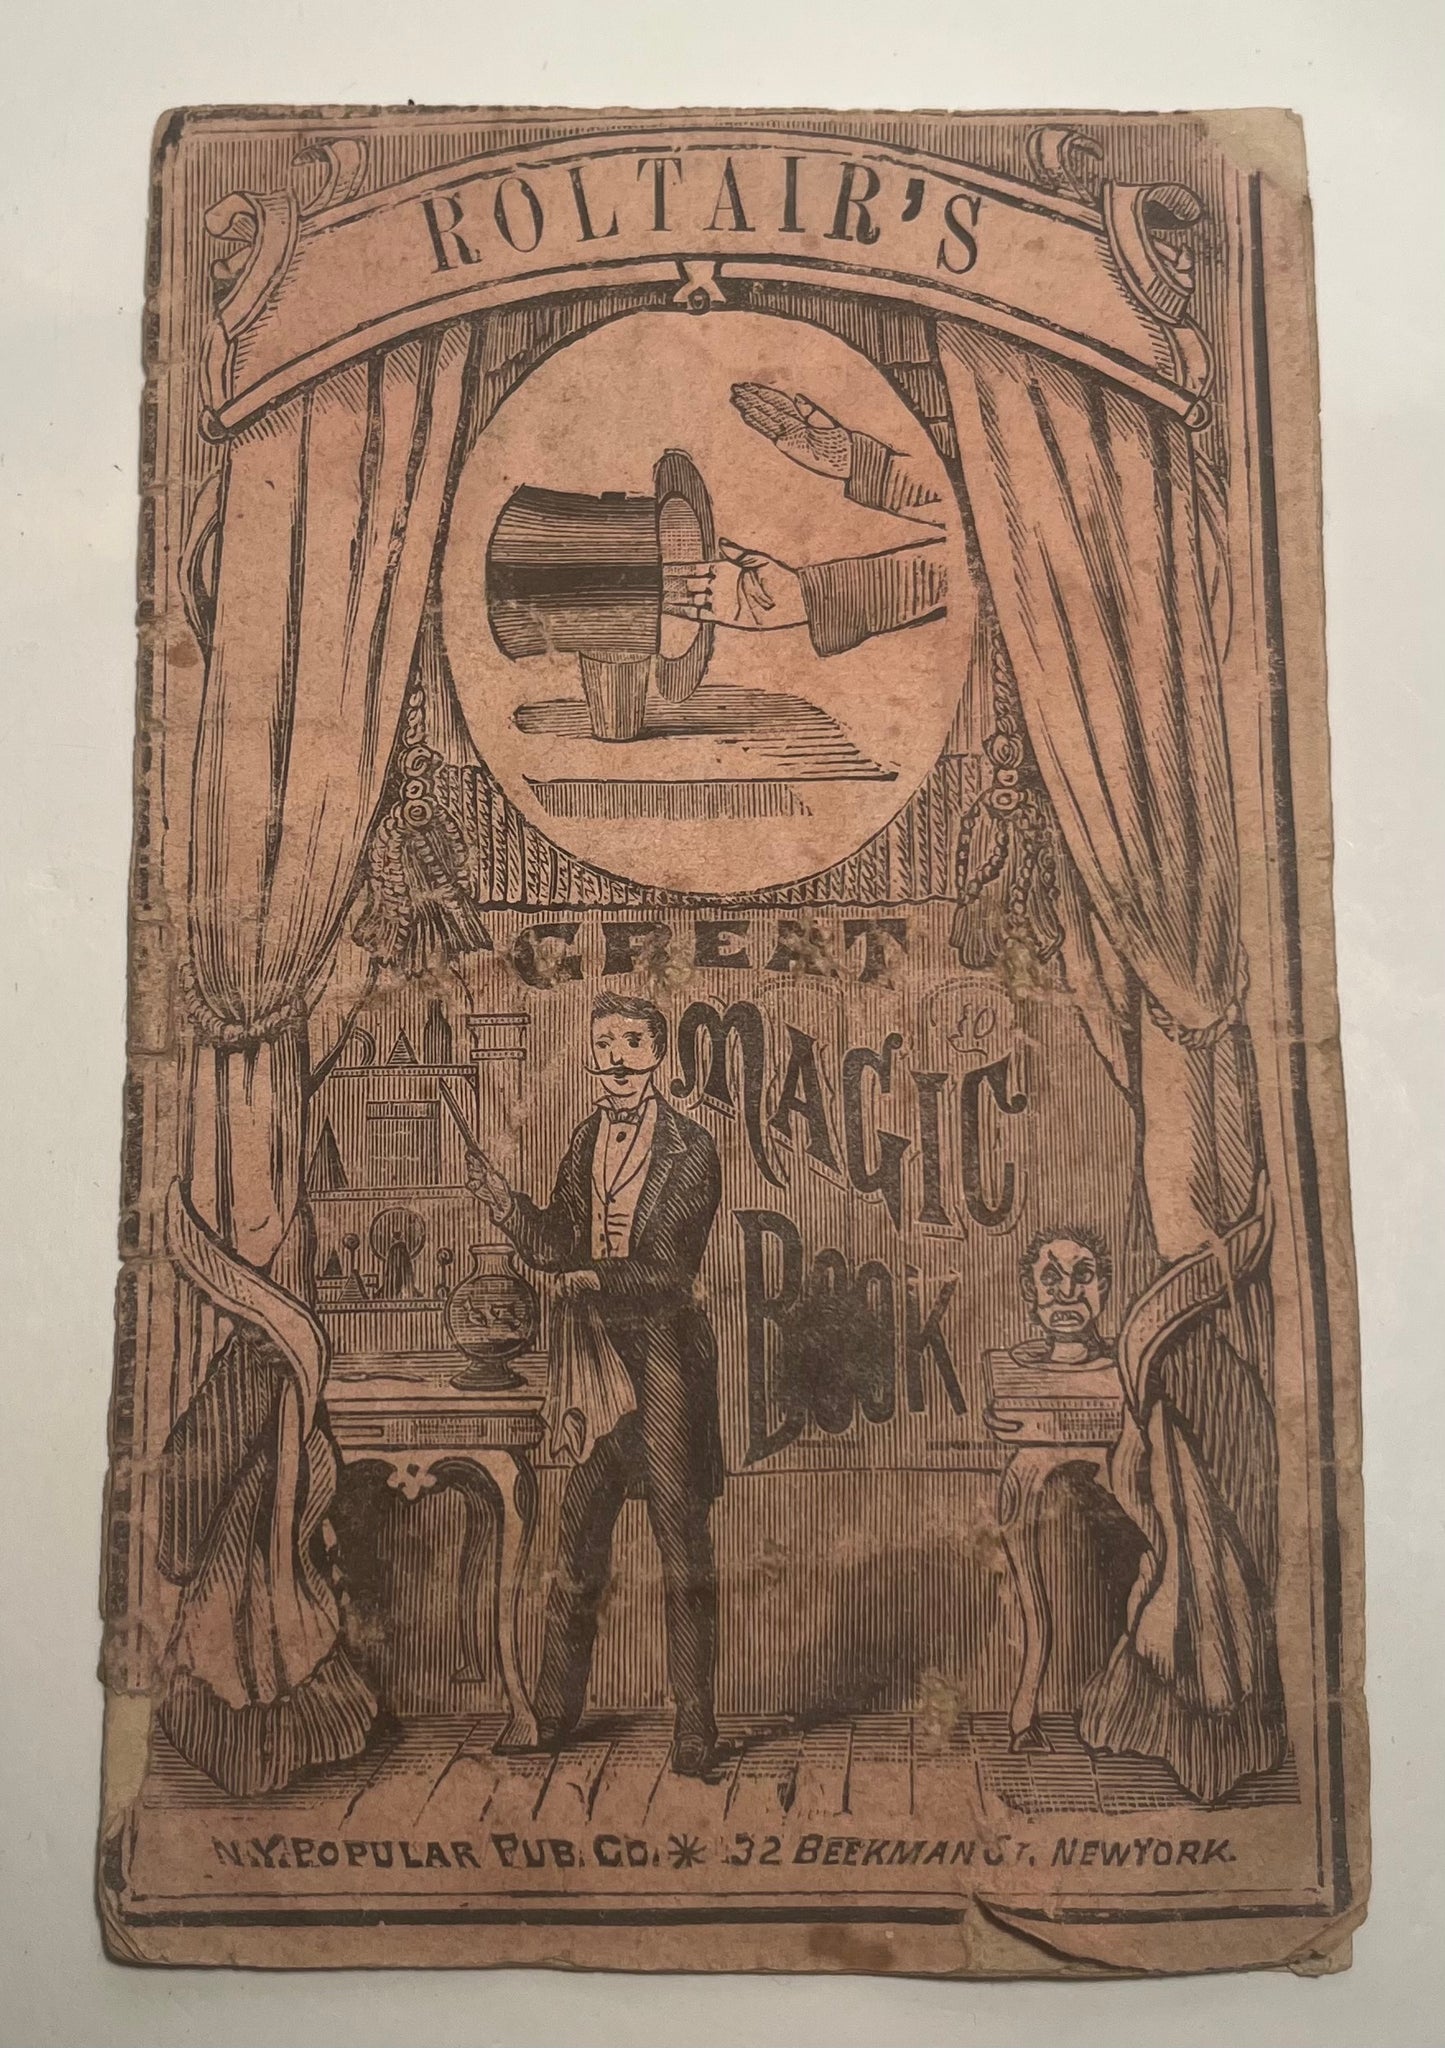 ROLTAIR'S
GREAT
MAGIC
BOOK
N.Y. POPULAR PUB. CO. * 32 BEEKMAN ST. NEW YORK.